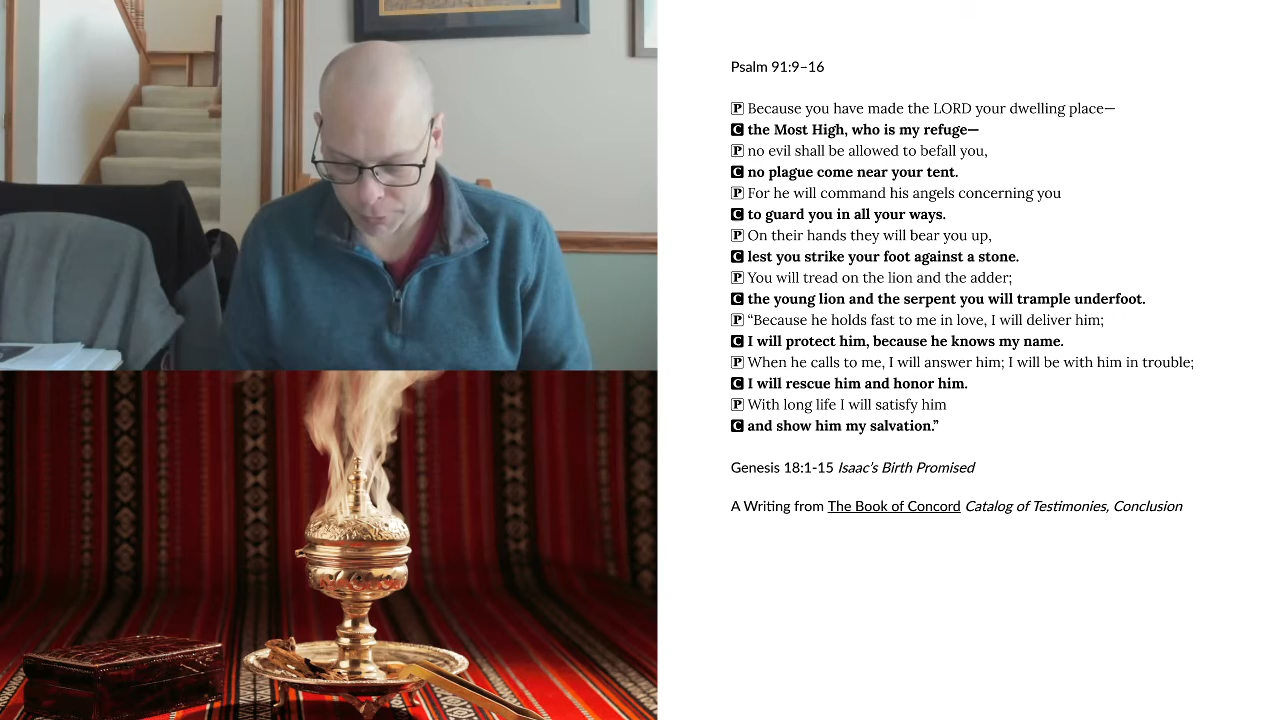 Psalm 91:9–16
P Because you have made the LORD your dwelling place—
C the Most High, who is my refuge—
P no evil shall be allowed to befall you,
C no plague come near your tent.
P For he will command his angels concerning you
C to guard you in all your ways.
P On their hands they will bear you up,
C lest you strike your foot against a stone.
P You will tread on the lion and the adder;
C the young lion and the serpent you will trample underfoot.
P “Because he holds fast to me in love, I will deliver him;
C I will protect him, because he knows my name.
P When he calls to me, I will answer him; I will be with him in trouble;
C I will rescue him and honor him.
P With long life I will satisfy him
C and show him my salvation.”
Genesis 18:1-15 Isaac's Birth Promised
A Writing from The Book of Concord Catalog of Testimonies, Conclusion